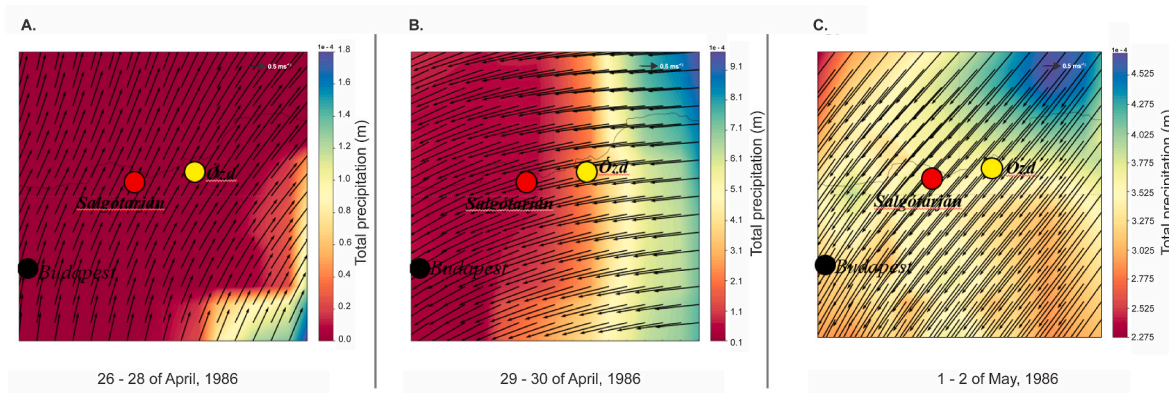 A.
B.
C.
1e - 4
1.8
1.6
1.4
1.2
1.0
0.8
0.6
0.4
0.2
0.0
Total precipitation (m)
0.5 ms⁻¹
Ózd
Salgótarián
Budapest
26 - 28 of April, 1986
1e - 4
9.1
8.1
7.1
6.1
5.1
4.1
3.1
2.1
1.1
0.1
Total precipitation (m)
0.5 ms⁻¹
Ózd
Salgótarián
Budapest
29 - 30 of April, 1986
1e - 4
4.525
4.275
4.025
3.775
3.525
3.275
3.025
2.775
2.525
2.275
Total precipitation (m)
0.5 ms⁻¹
Ózd
Salgótarián
Budapest
1 - 2 of May, 1986